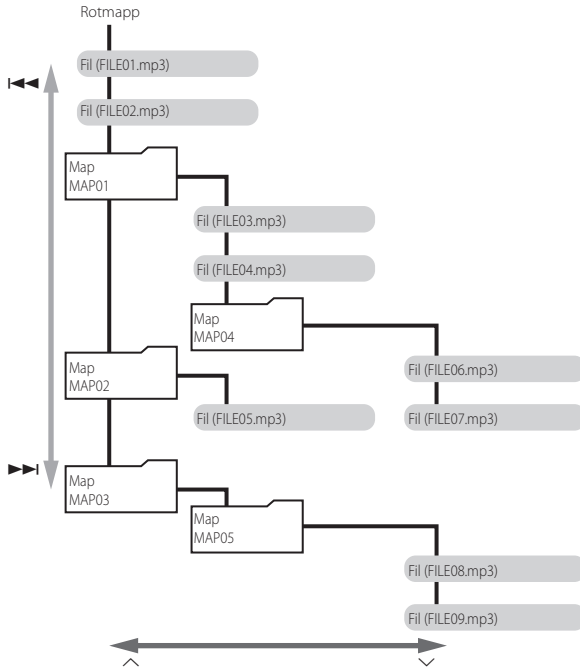 Rotmapp
Fil (FILE01.mp3)
Fil (FILE02.mp3)
Map
MAP01
Fil (FILE03.mp3)
Fil (FILE04.mp3)
Map
MAP04
Map
MAP02
Fil (FILE06.mp3)
Fil (FILE05.mp3)
Fil (FILE07.mp3)
Map
MAP03
Map
MAP05
Fil (FILE08.mp3)
Fil (FILE09.mp3)